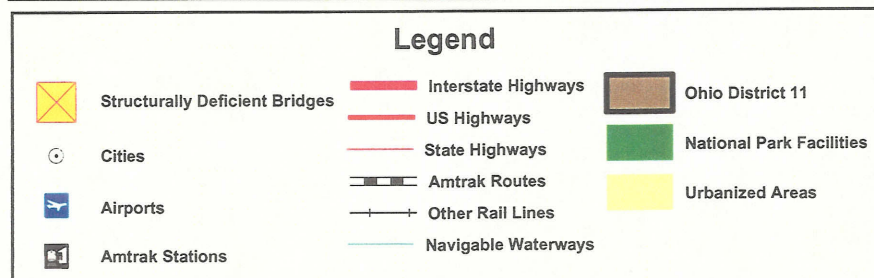 Legend
Structurally Deficient Bridges
Cities
Airports
Amtrak Stations
Interstate Highways
US Highways
State Highways
Amtrak Routes
Other Rail Lines
Navigable Waterways
Ohio District 11
National Park Facilities
Urbanized Areas